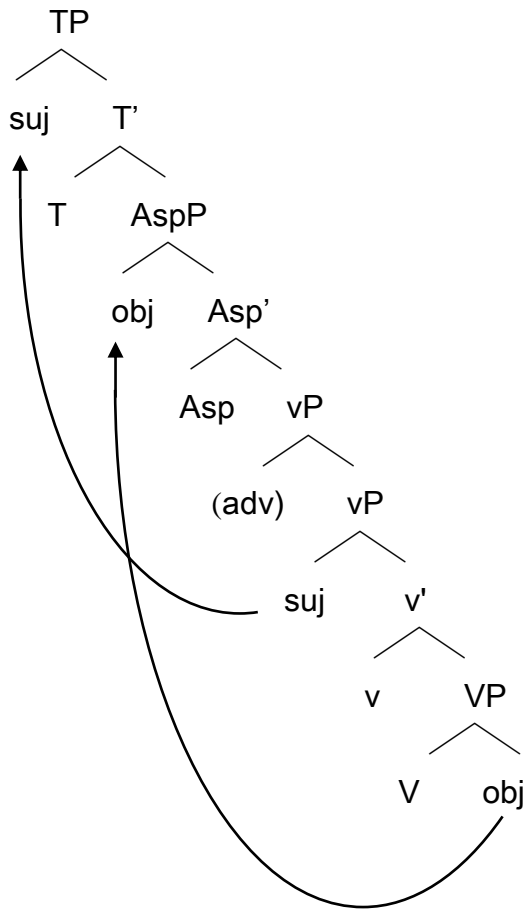 TP
suj T’
T AspP
obj Asp’
Asp vP
(adv) vP
suj v'
v VP
V obj